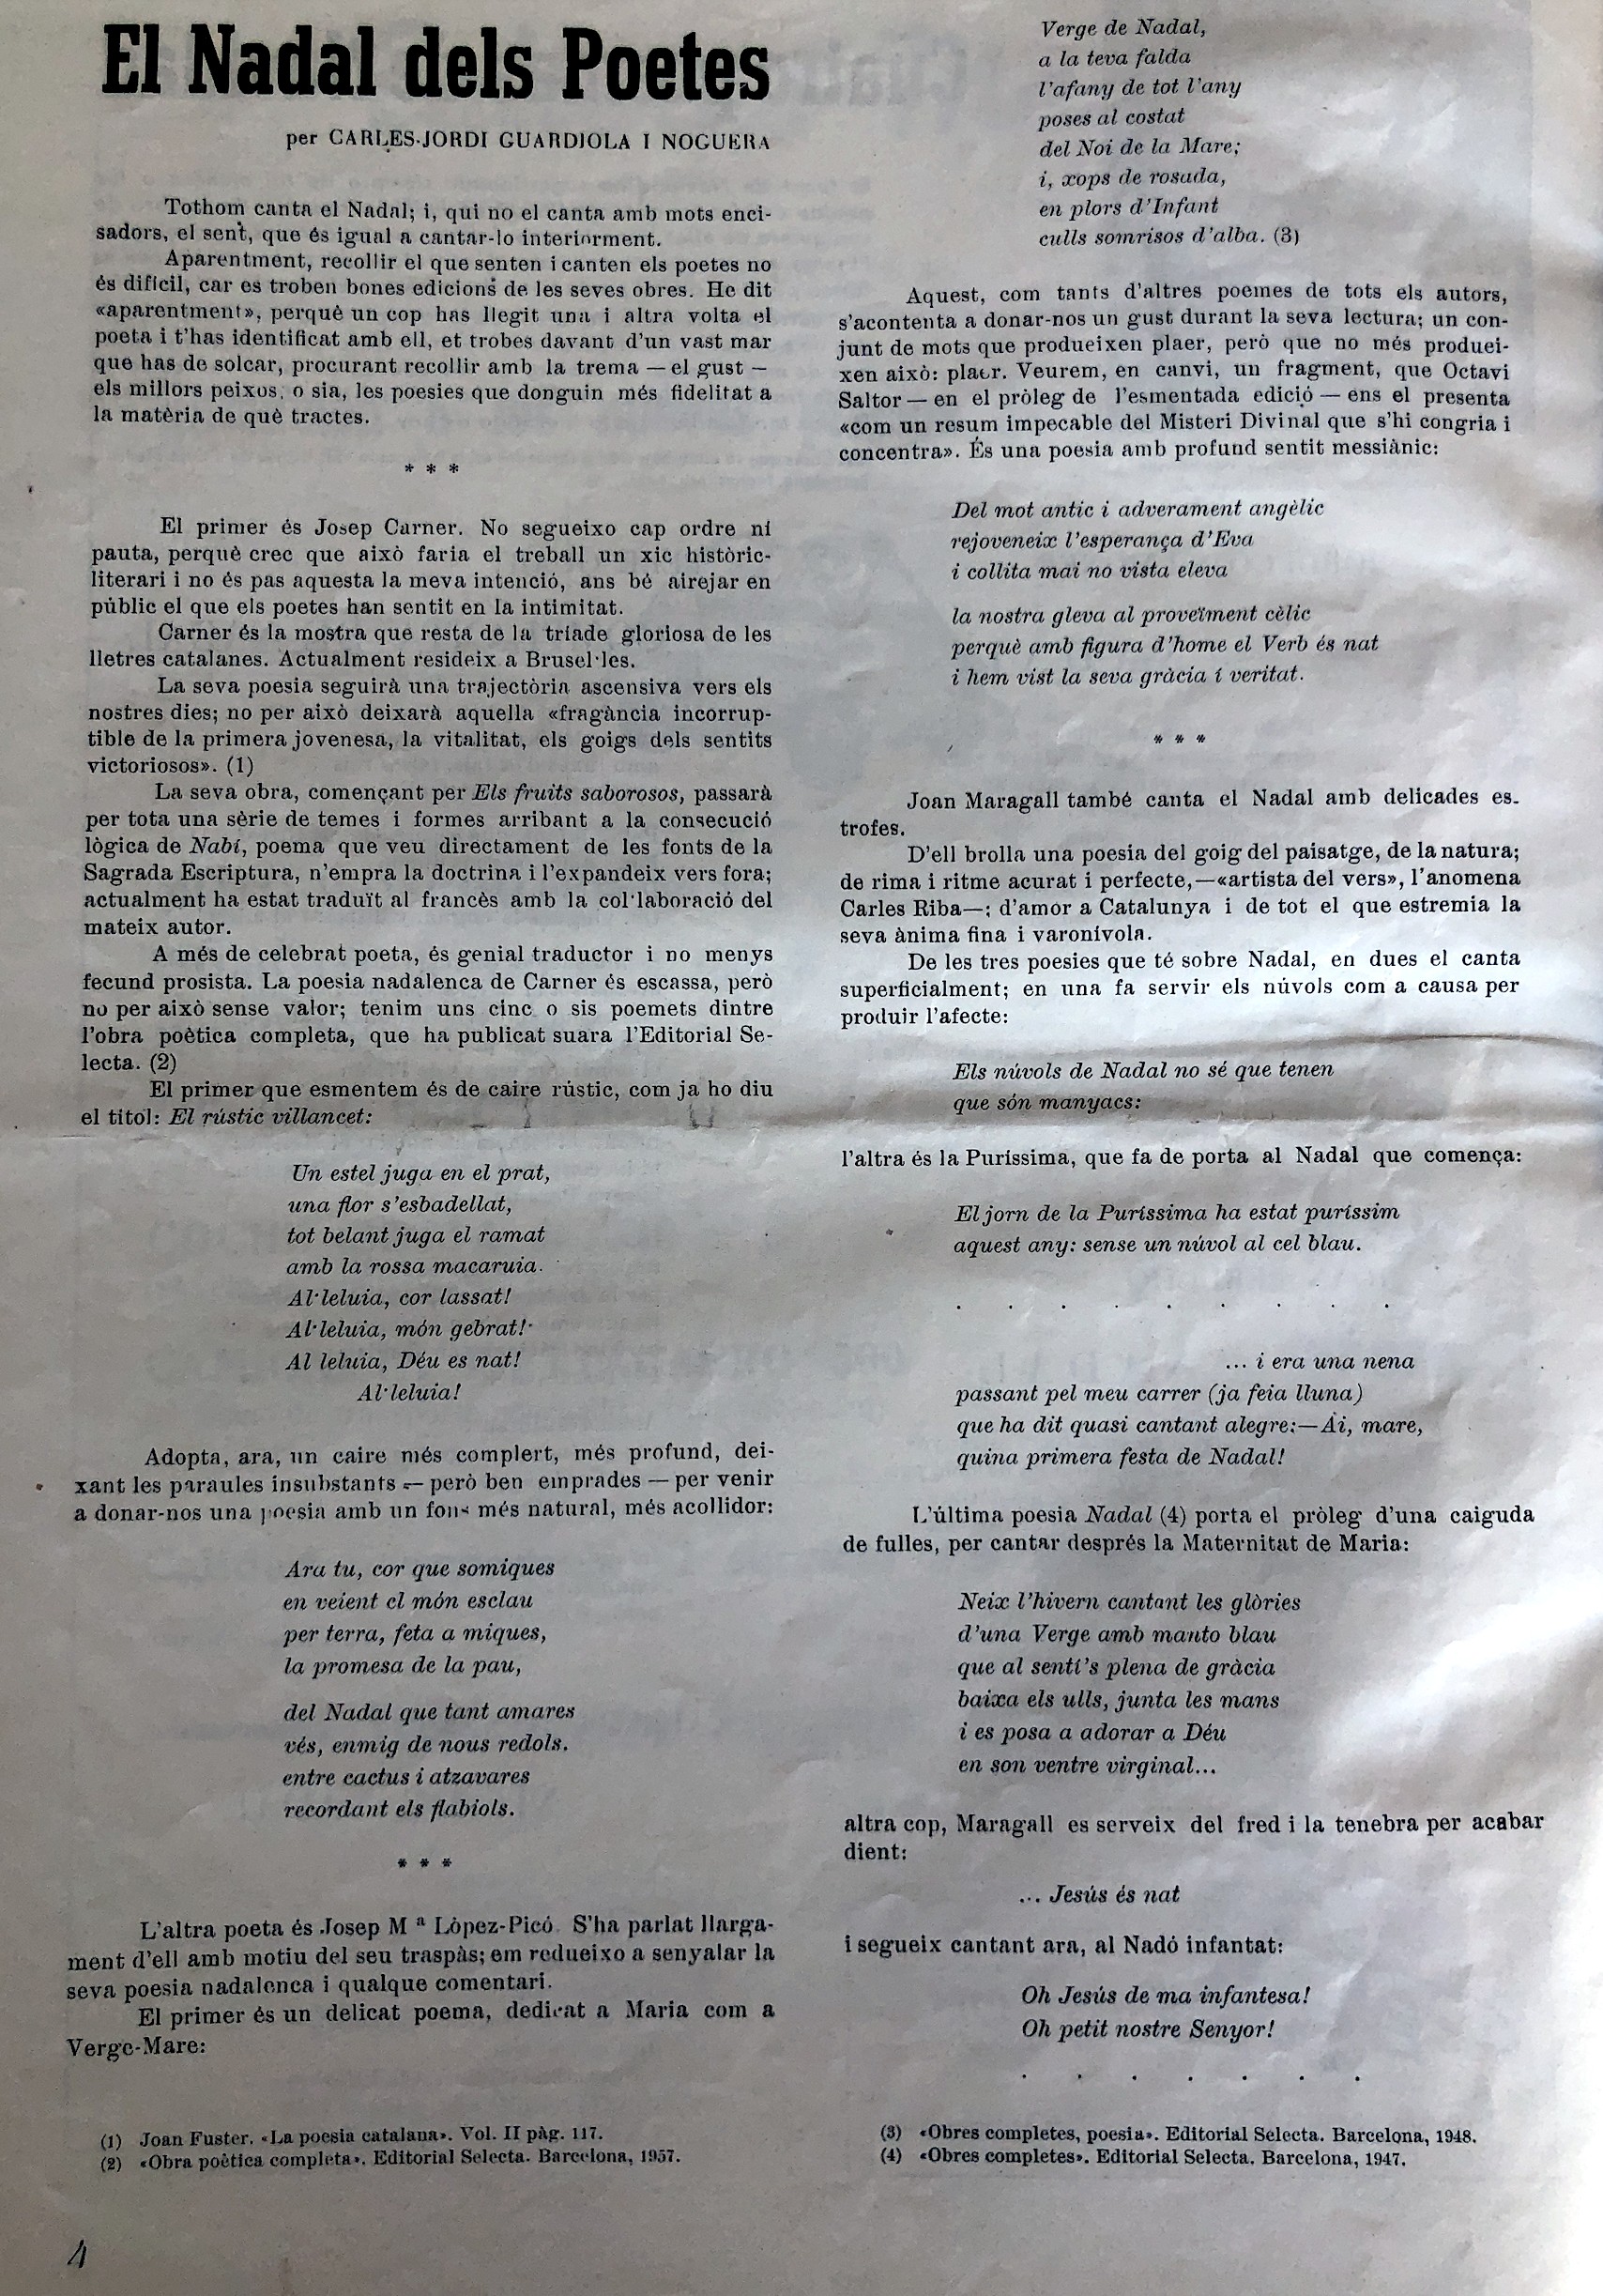 El Nadal dels Poetes
per CARLES-JORDI GUARDIOLA I NOGUERA
Tothom canta el Nadal; i, qui no el canta amb mots enci-
sadors, el sent, que és igual a cantar-lo interiorment.
Aparentment, recollir el que senten i canten els poetes no
és difícil, car es troben bones edicions de les seves obres. He dit
«aparentment», perquè un cop has llegit una i altra volta el
poeta i t'has identificat amb ell, et trobes davant d'un vast mar
que has de solcar, procurant recollir amb la trema — el gust —
els millors peixos, o sia, les poesies que donguin més fidelitat a
la matèria de què tractes.
* * *
El primer és Josep Carner. No segueixo cap ordre ni
pauta, perquè crec que això faria el treball un xic històric-
literari i no és pas aquesta la meva intenció, ans bé airejar en
públic el que els poetes han sentit en la intimitat.
Carner és la mostra que resta de la tríade gloriosa de les
lletres catalanes. Actualment resideix a Brusel·les.
La seva poesia seguirà una trajectòria ascensiva vers els
nostres dies; no per això deixarà aquella «fragància incorrup-
tible de la primera jovenesa, la vitalitat, els goigs dels sentits
victoriosos». (1)
La seva obra, començant per Els fruits saborosos, passarà
per tota una sèrie de temes i formes arribant a la consecució
lògica de Nabí, poema que veu directament de les fonts de la
Sagrada Escriptura, n'empra la doctrina i l'expandeix vers fora;
actualment ha estat traduït al francès amb la col·laboració del
mateix autor.
A més de celebrat poeta, és genial traductor i no menys
fecund prosista. La poesia nadalenca de Carner és escassa, però
no per això sense valor; tenim uns cinc o sis poemets dintre
l'obra poètica completa, que ha publicat suara l'Editorial Se-
lecta. (2)
El primer que esmentem és de caire rústic, com ja ho diu
el titol: El rústic villancet:
Un estel juga en el prat,
una flor s'esbadellat,
tot belant juga el ramat
amb la rossa macaruia.
Al·leluia, cor lassat!
Al·leluia, món gebrat!
Al leluia, Déu es nat!
Al·leluia!
Adopta, ara, un caire més complert, més profund, dei-
xant les paraules insubstants — però ben emprades — per venir
a donar-nos una poesia amb un fons més natural, més acollidor:
Ara tu, cor que somiques
en veient el món esclau
per terra, feta a miques,
la promesa de la pau,
del Nadal que tant amares
vés, enmig de nous redols.
entre cactus i atzavares
recordant els flabiols.
* * *
L'altra poeta és Josep M ª López-Picó. S'ha parlat llarga-
ment d'ell amb motiu del seu traspàs; em redueixo a senyalar la
seva poesia nadalenca i qualque comentari.
El primer és un delicat poema, dedicat a Maria com a
Verge-Mare:
(1) Joan Fuster. «La poesia catalana». Vol. II pàg. 117.
(2) «Obra poètica completa». Editorial Selecta. Barcelona, 1957.
4
Verge de Nadal,
a la teva falda
l'afany de tot l'any
poses al costat
del Noi de la Mare;
i, xops de rosada,
en plors d'Infant
culls somrisos d'alba. (3)
Aquest, com tants d'altres poemes de tots els autors,
s'acontenta a donar-nos un gust durant la seva lectura; un con-
junt de mots que produeixen plaer, però que no més produei-
xen això: plaer. Veurem, en canvi, un fragment, que Octavi
Saltor — en el pròleg de l'esmentada edició — ens el presenta
«com un resum impecable del Misteri Divinal que s'hi congria i
concentra». És una poesia amb profund sentit messiànic:
Del mot antic i adverament angèlic
rejoveneix l'esperança d'Eva
i collita mai no vista eleva
la nostra gleva al proveïment cèlic
perquè amb figura d'home el Verb és nat
i hem vist la seva gràcia i veritat.
* * *
Joan Maragall també canta el Nadal amb delicades es-
trofes.
D'ell brolla una poesia del goig del paisatge, de la natura;
de rima i ritme acurat i perfecte,—«artista del vers», l'anomena
Carles Riba—; d'amor a Catalunya i de tot el que estremia la
seva ànima fina i varonívola.
De les tres poesies que té sobre Nadal, en dues el canta
superficialment; en una fa servir els núvols com a causa per
produir l'afecte:
Els núvols de Nadal no sé que tenen
que són manyacs:
l'altra és la Puríssima, que fa de porta al Nadal que comença:
El jorn de la Puríssima ha estat puríssim
aquest any: sense un núvol al cel blau.
. . . . . . . . .
... i era una nena
passant pel meu carrer (ja feia lluna)
que ha dit quasi cantant alegre:—Ai, mare,
quina primera festa de Nadal!
L'última poesia Nadal (4) porta el pròleg d'una caiguda
de fulles, per cantar després la Maternitat de Maria:
Neix l'hivern cantant les glòries
d'una Verge amb manto blau
que al sentí's plena de gràcia
baixa els ulls, junta les mans
i es posa a adorar a Déu
en son ventre virginal...
altra cop, Maragall es serveix del fred i la tenebra per acabar
dient:
... Jesús és nat
i segueix cantant ara, al Nadó infantat:
Oh Jesús de ma infantesa!
Oh petit nostre Senyor!
. . . . . . .
(3) «Obres completes, poesia». Editorial Selecta. Barcelona, 1948.
(4) «Obres completes». Editorial Selecta. Barcelona, 1947.